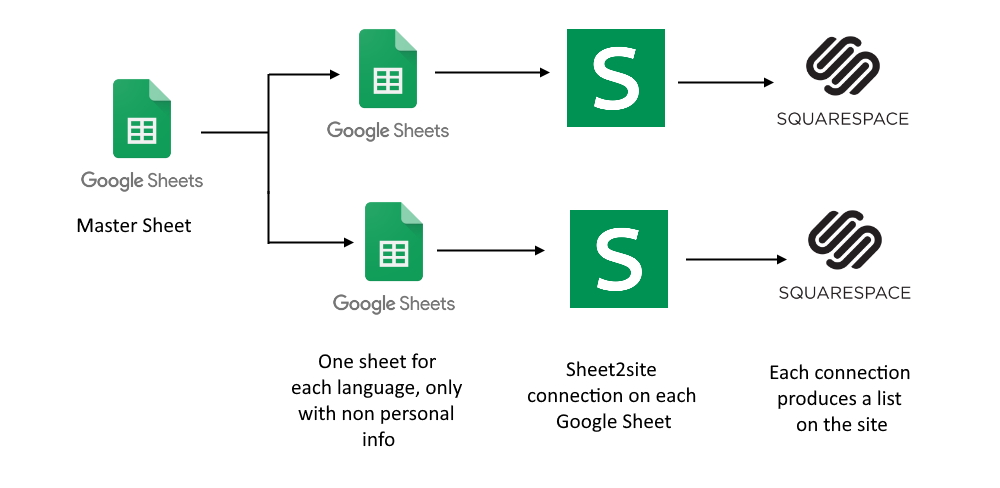 Google Sheets
SQUARESPACE
Google Sheets
Master Sheet
Google Sheets
SQUARESPACE
One sheet for
each language, only
with non personal
info
Sheet2site
connection on each
Google Sheet
Each connection
produces a list
on the site
S
S